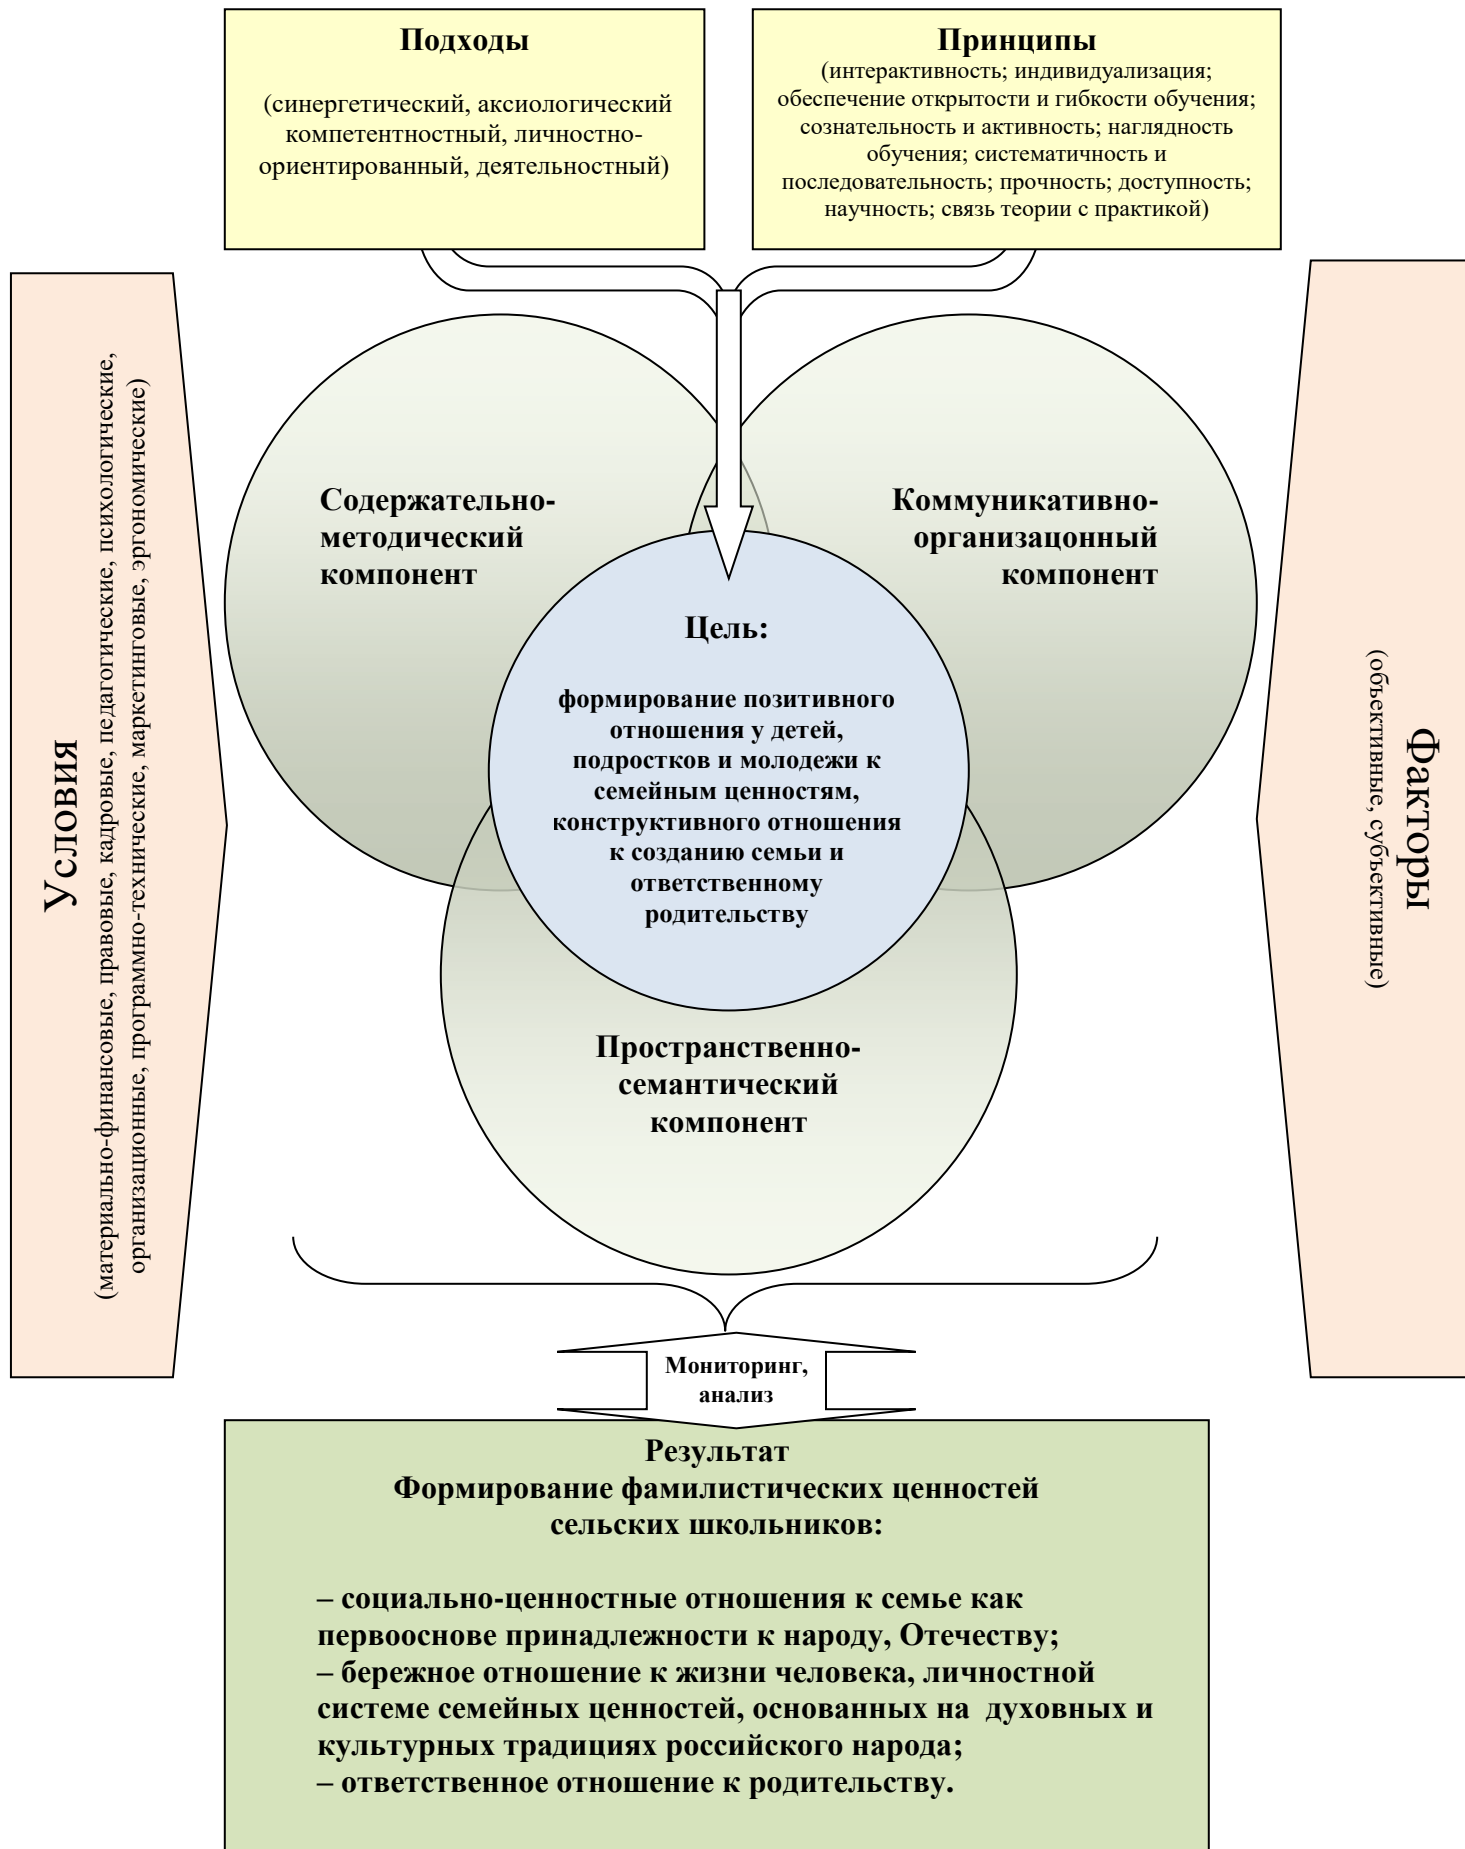 Подходы
(синергетический, аксиологический
компетентностный, личностно-
ориентированный, деятельностный)
Принципы
(интерактивность; индивидуализация;
обеспечение открытости и гибкости обучения;
сознательность и активность; наглядность
обучения; систематичность и
последовательность; прочность; доступность;
научность; связь теории с практикой)
Условия
(материально-финансовые, правовые, кадровые, педагогические, психологические,
организационные, программно-технические, маркетинговые, эргономические)
Содержательно-
методический
компонент
Коммуникативно-
организацонный
компонент
Цель:
формирование позитивного
отношения у детей,
подростков и молодежи к
семейным ценностям,
конструктивного отношения
к созданию семьи и
ответственному
родительству
Пространственно-
семантический
компонент
Факторы
(объективные, субъективные)
Мониторинг,
анализ
Результат
Формирование фамилистических ценностей
сельских школьников:
– социально-ценностные отношения к семье как
первооснове принадлежности к народу, Отечеству;
– бережное отношение к жизни человека, личностной
системе семейных ценностей, основанных на  духовных и
культурных традициях российского народа;
– ответственное отношение к родительству.